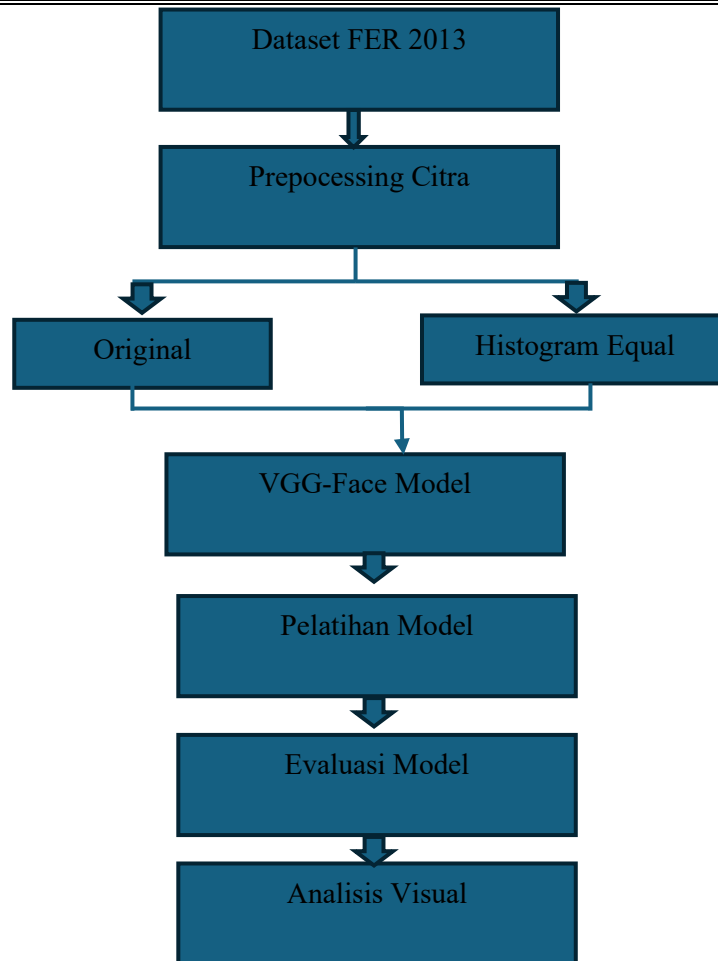 Dataset FER 2013
Prepocessing Citra
Original
Histogram Equal
VGG-Face Model
Pelatihan Model
Evaluasi Model
Analisis Visual